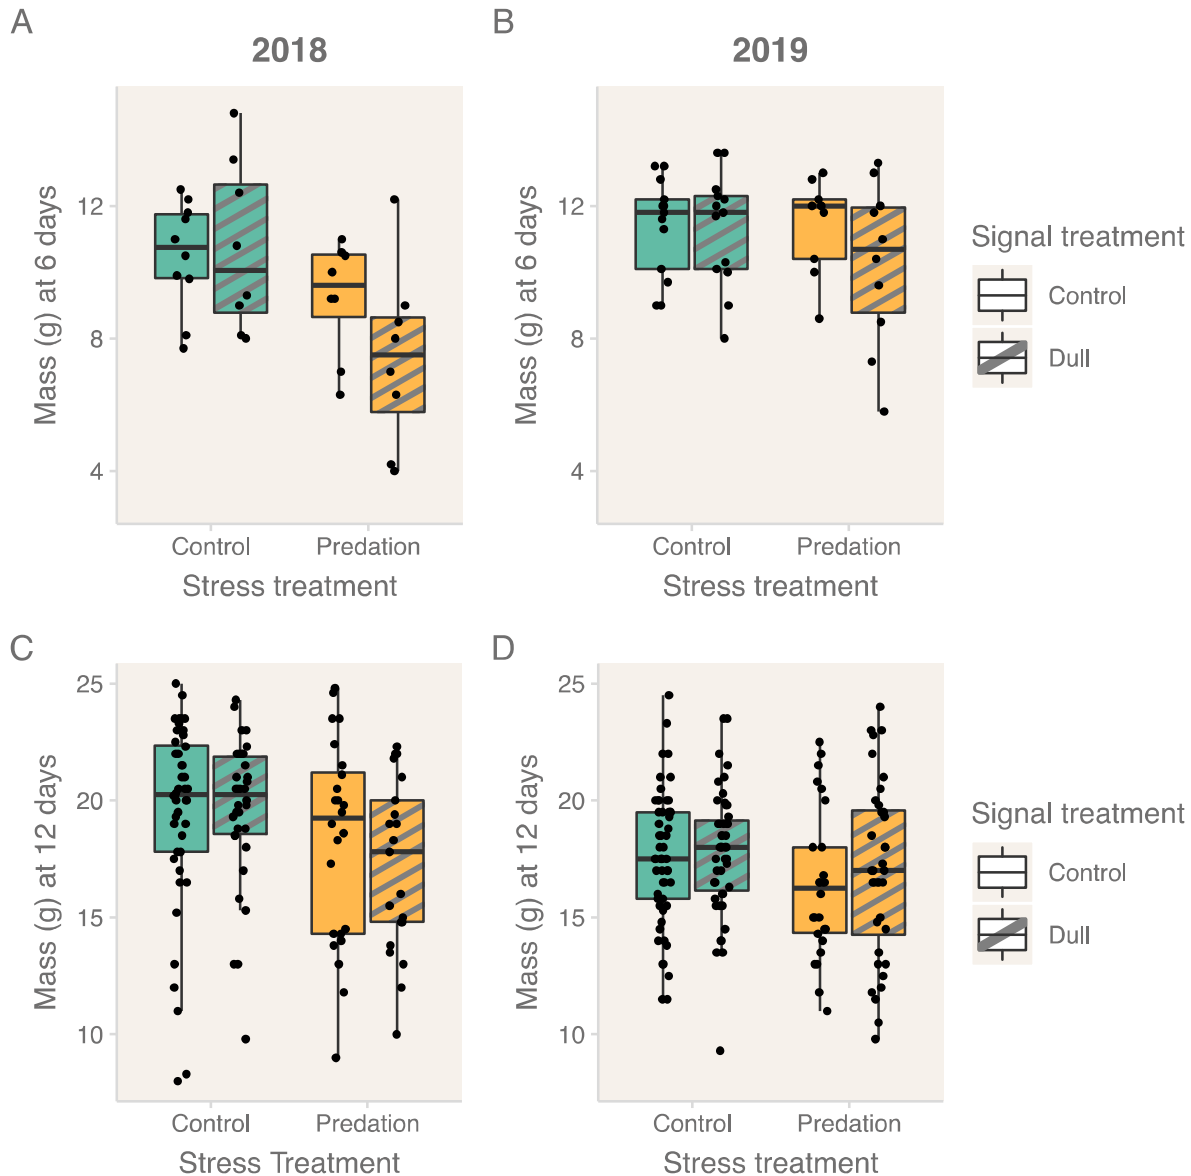 A
B
2018
2019
Mass (g) at 6 days
12
8
4
Control
Predation
Stress treatment
Mass (g) at 6 days
12
8
4
Control
Predation
Stress treatment
Signal treatment
Control
Dull
C
D
Mass (g) at 12 days
25
20
15
10
Control
Predation
Stress Treatment
Mass (g) at 12 days
25
20
15
10
Control
Predation
Stress treatment
Signal treatment
Control
Dull